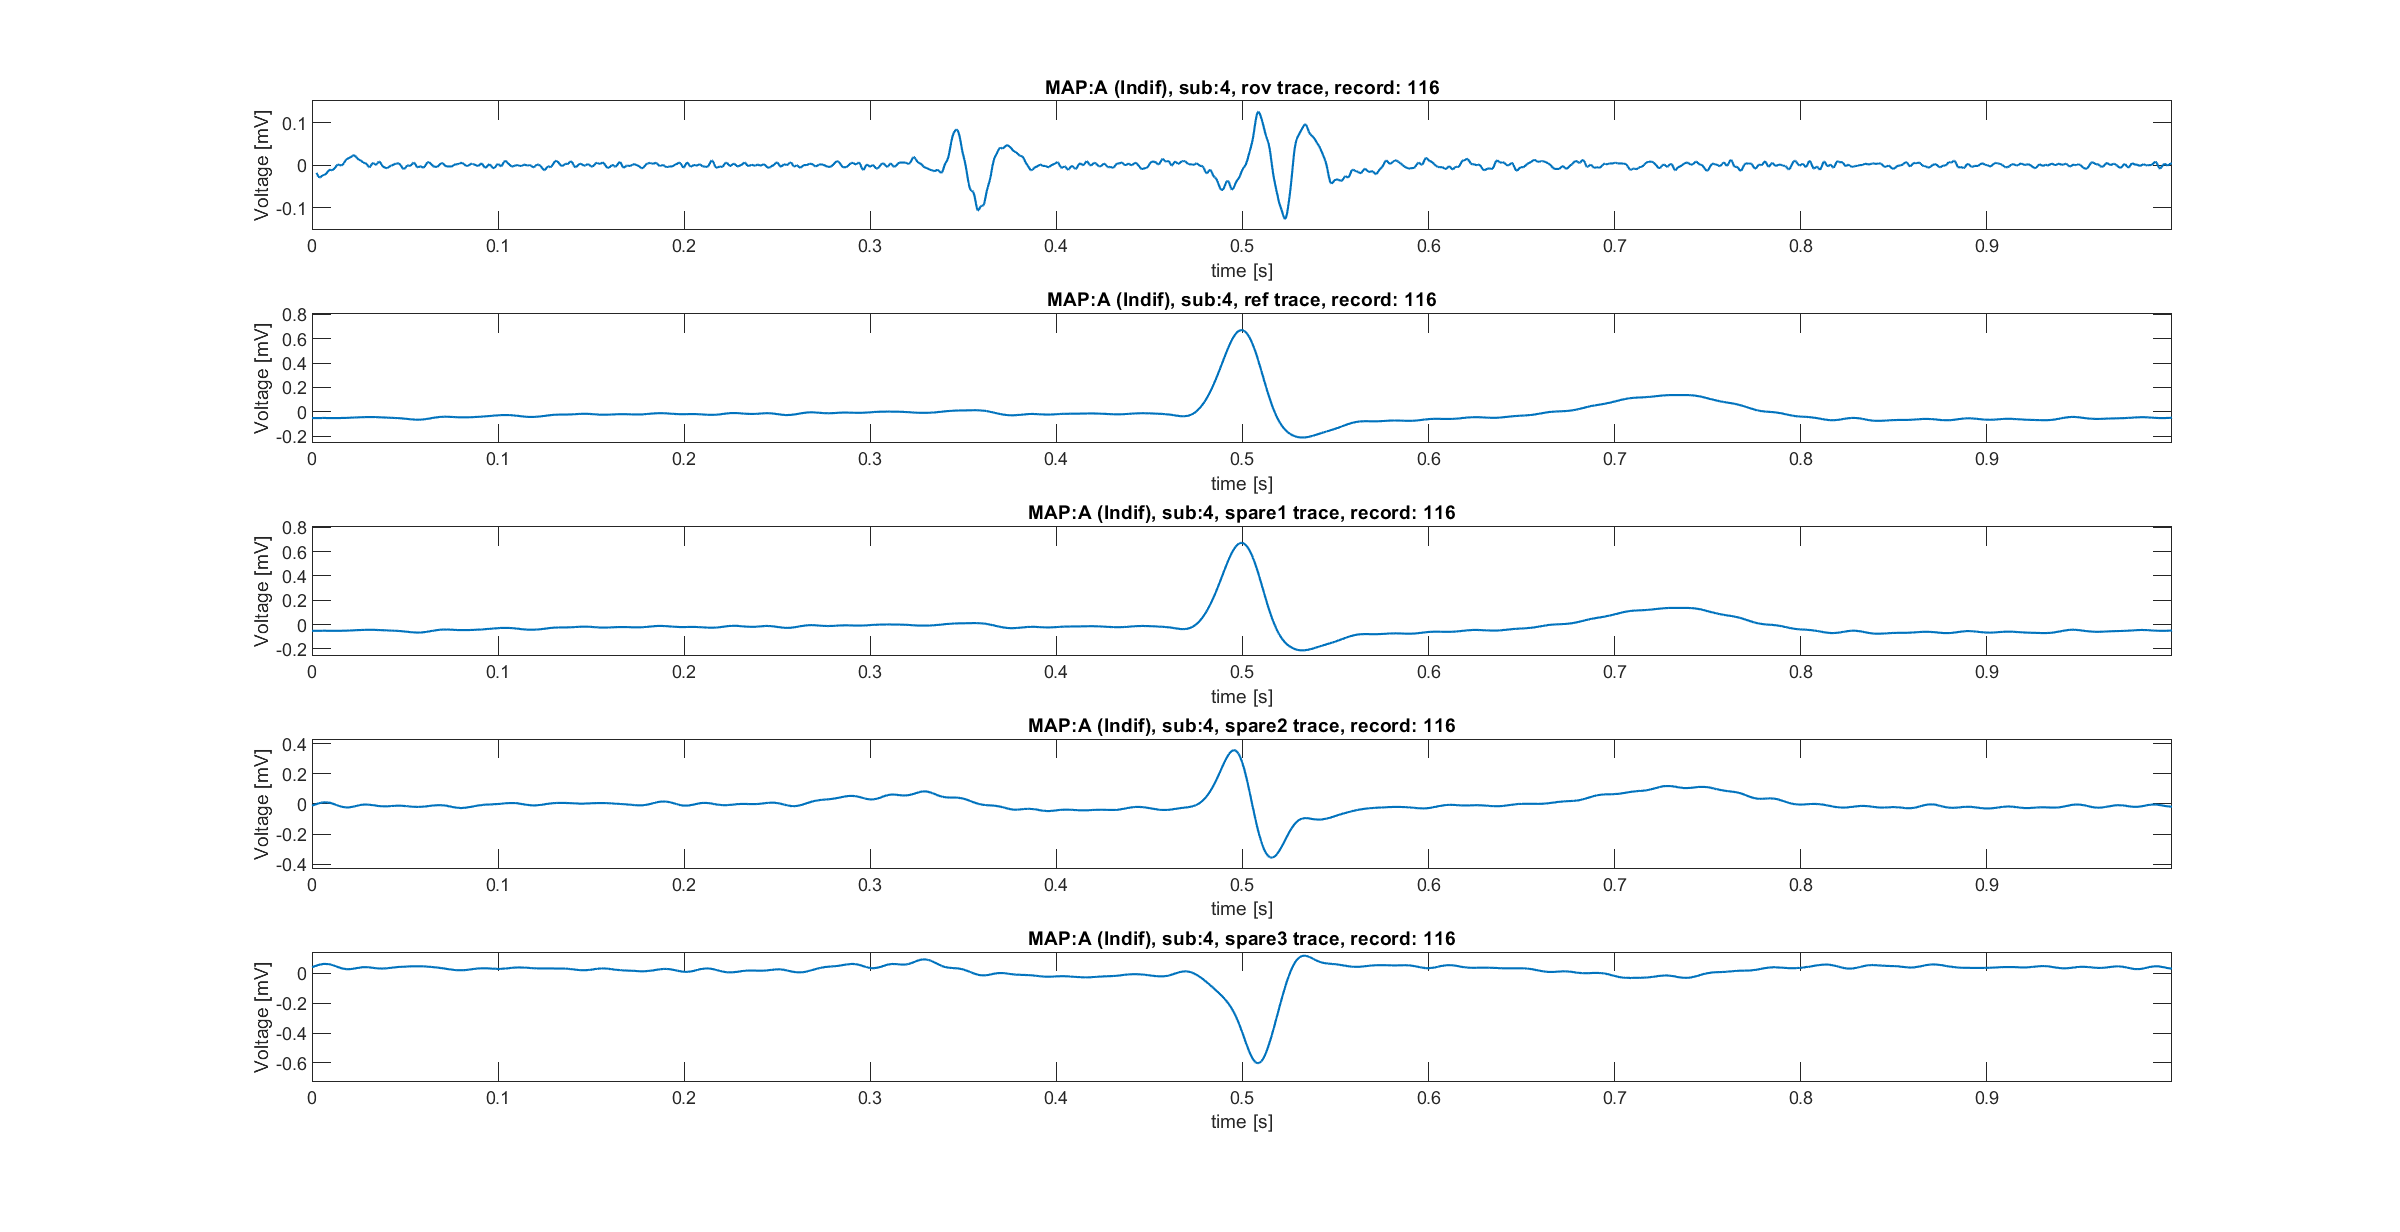 MAP:A (Indif), sub:4, rov trace, record: 116
Voltage [mV]
0.1
0
-0.1
0 0.1 0.2 0.3 0.4 0.5 0.6 0.7 0.8 0.9
time [s]
MAP:A (Indif), sub:4, ref trace, record: 116
Voltage [mV]
0.8
0.6
0.4
0.2
0
-0.2
0 0.1 0.2 0.3 0.4 0.5 0.6 0.7 0.8 0.9
time [s]
MAP:A (Indif), sub:4, spare1 trace, record: 116
Voltage [mV]
0.8
0.6
0.4
0.2
0
-0.2
0 0.1 0.2 0.3 0.4 0.5 0.6 0.7 0.8 0.9
time [s]
MAP:A (Indif), sub:4, spare2 trace, record: 116
Voltage [mV]
0.4
0.2
0
-0.2
-0.4
0 0.1 0.2 0.3 0.4 0.5 0.6 0.7 0.8 0.9
time [s]
MAP:A (Indif), sub:4, spare3 trace, record: 116
Voltage [mV]
0
-0.2
-0.4
-0.6
0 0.1 0.2 0.3 0.4 0.5 0.6 0.7 0.8 0.9
time [s]